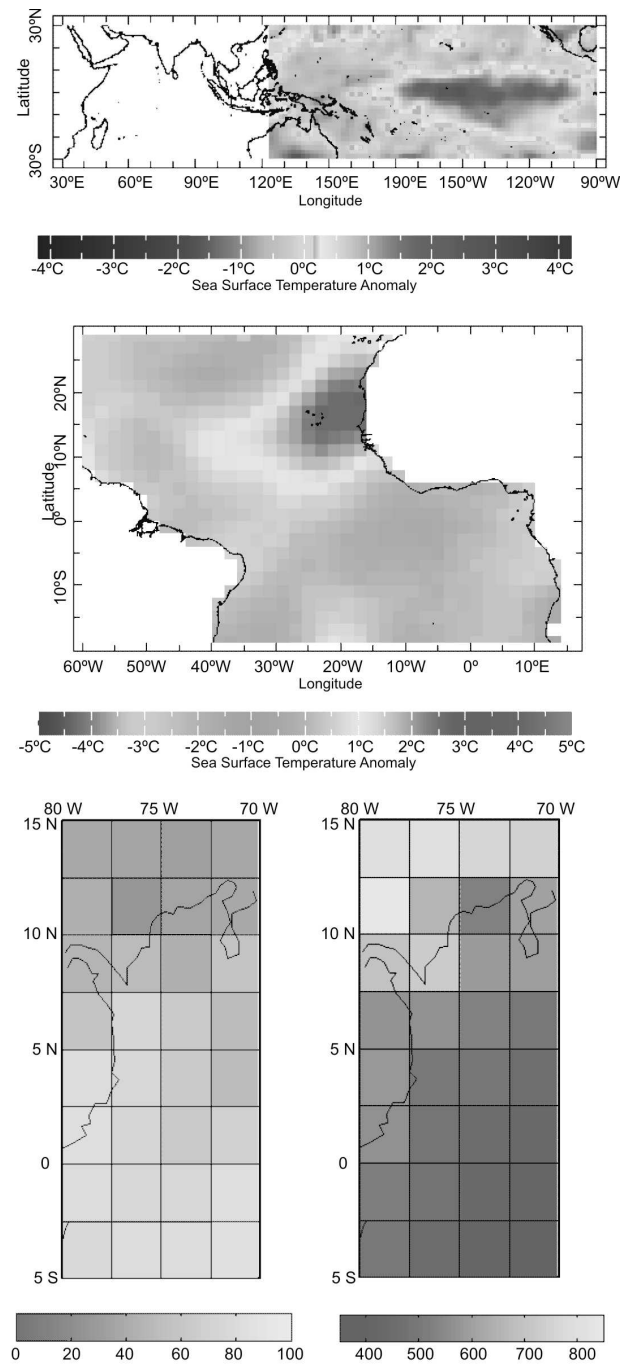 30ºN
Latitude
30ºS
30ºE 60ºE 90ºE 120ºE 150ºE 190ºE 150ºW 120ºW 90ºW
Longitude
-4ºC -3ºC -2ºC -1ºC 0ºC 1ºC 2ºC 3ºC 4ºC
Sea Surface Temperature Anomaly
20ºN
10ºN
Latitude
0º
10ºS
60ºW 50ºW 40ºW 30ºW 20ºW 10ºW 0º 10ºE
Longitude
-5ºC -4ºC -3ºC -2ºC -1ºC 0ºC 1ºC 2ºC 3ºC 4ºC 5ºC
Sea Surface Temperature Anomaly
80 W 75 W 70 W
15 N
10 N
5 N
0
5 S
0 20 40 60 80 100
80 W 75 W 70 W
15 N
10 N
5 N
0
5 S
400 500 600 700 800